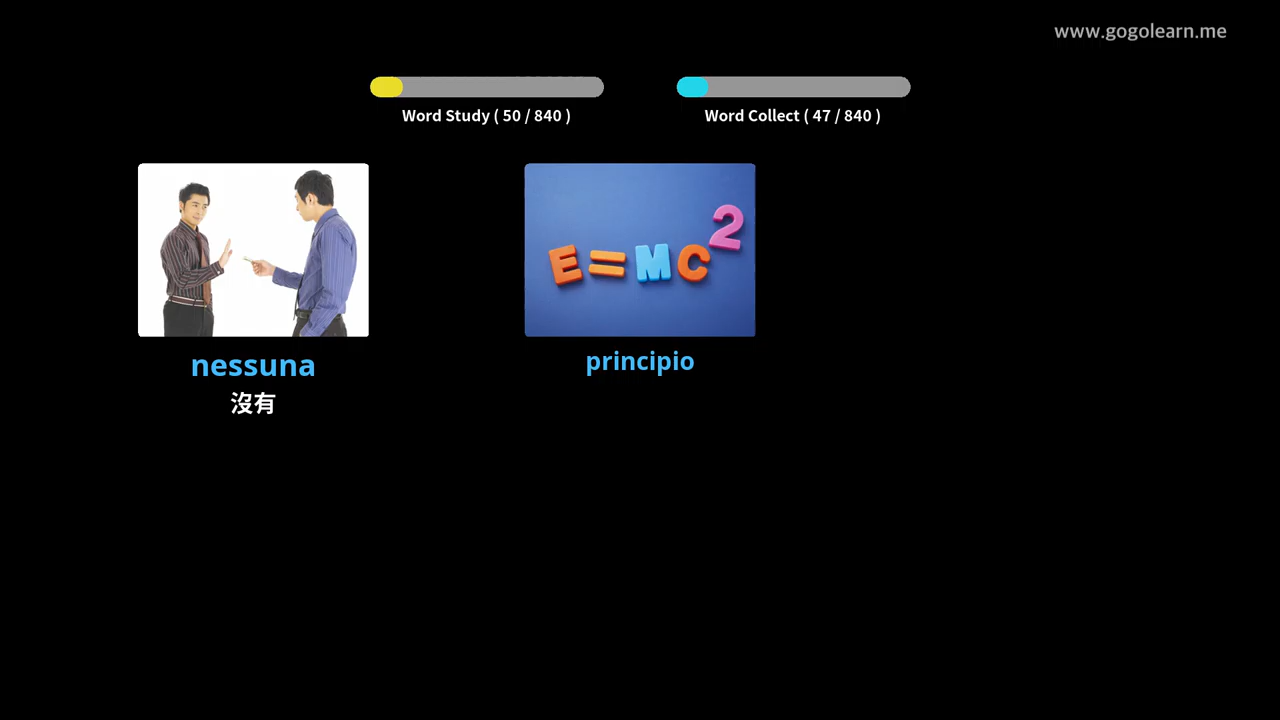 www.gogolearn.me
Word Study ( 50 / 840 )
Word Collect ( 47 / 840 )
E=MC2
nessuna
沒有
principio